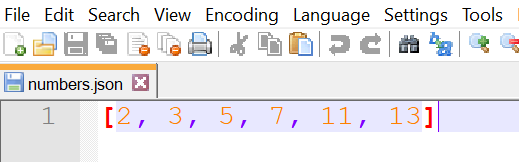 File Edit Search View Encoding Language Settings Tools
numbers.json
1 [2, 3, 5, 7, 11, 13]